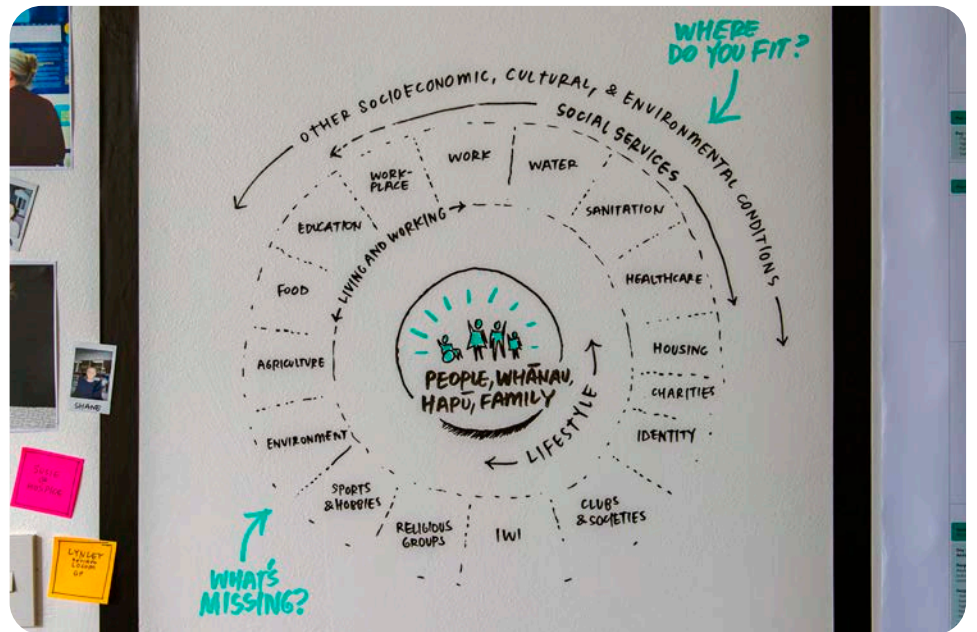 WHERE
DO YOU FIT?
OTHER SOCIOECONOMIC, CULTURAL, & ENVIRONMENTAL CONDITIONS
SOCIAL SERVICES
WORK-
PLACE
WORK
WATER
SANITATION
EDUCATION
LIVING AND WORKING
FOOD
HEALTHCARE
AGRICULTURE
HOUSING
CHARITIES
PEOPLE, WHĀNAU,
HAPŪ, FAMILY
LIFESTYLE
ENVIRONMENT
IDENTITY
SPORTS
& HOBBIES
RELIGIOUS
GROUPS
IWI
CLUBS
& SOCIETIES
WHAT'S
MISSING?
SHANE
LYNLEY
GP